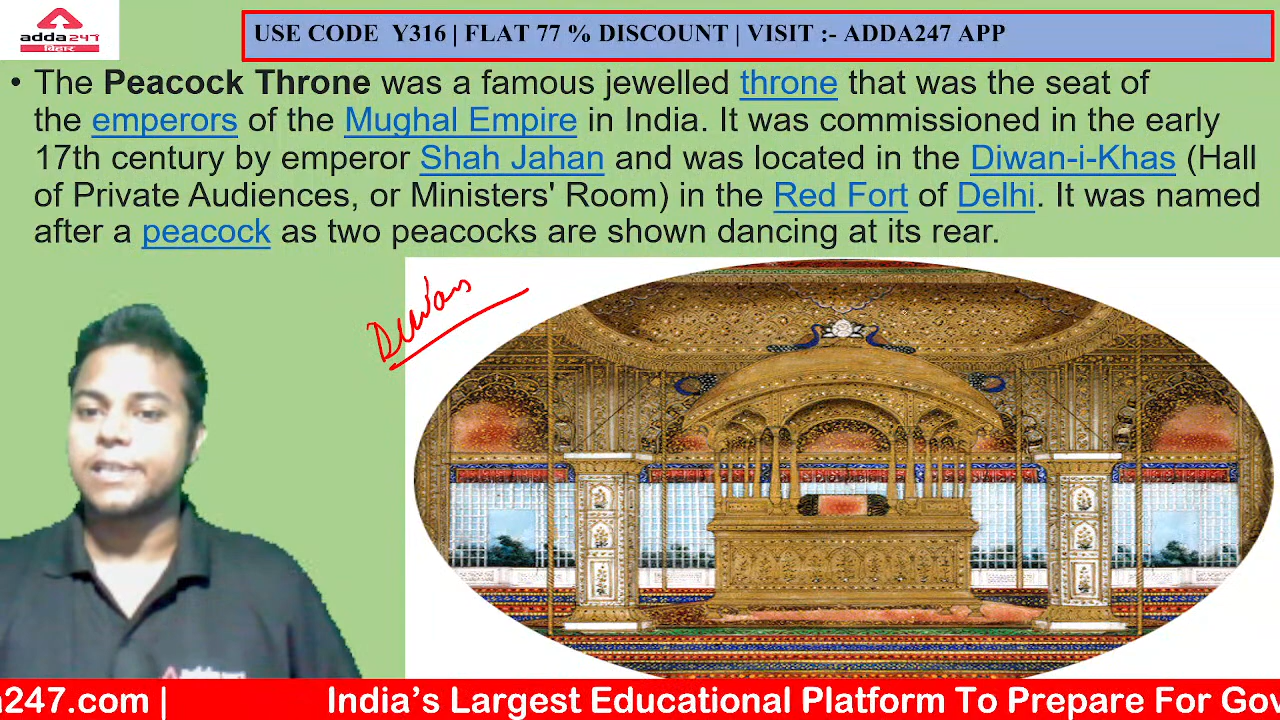 adda247
बिहार
USE CODE Y316 | FLAT 77 % DISCOUNT | VISIT :- ADDA247 APP
• The Peacock Throne was a famous jewelled throne that was the seat of
the emperors of the Mughal Empire in India. It was commissioned in the early
17th century by emperor Shah Jahan and was located in the Diwan-i-Khas (Hall
of Private Audiences, or Ministers' Room) in the Red Fort of Delhi. It was named
after a peacock as two peacocks are shown dancing at its rear.
a247.com | India’s Largest Educational Platform To Prepare For Gov